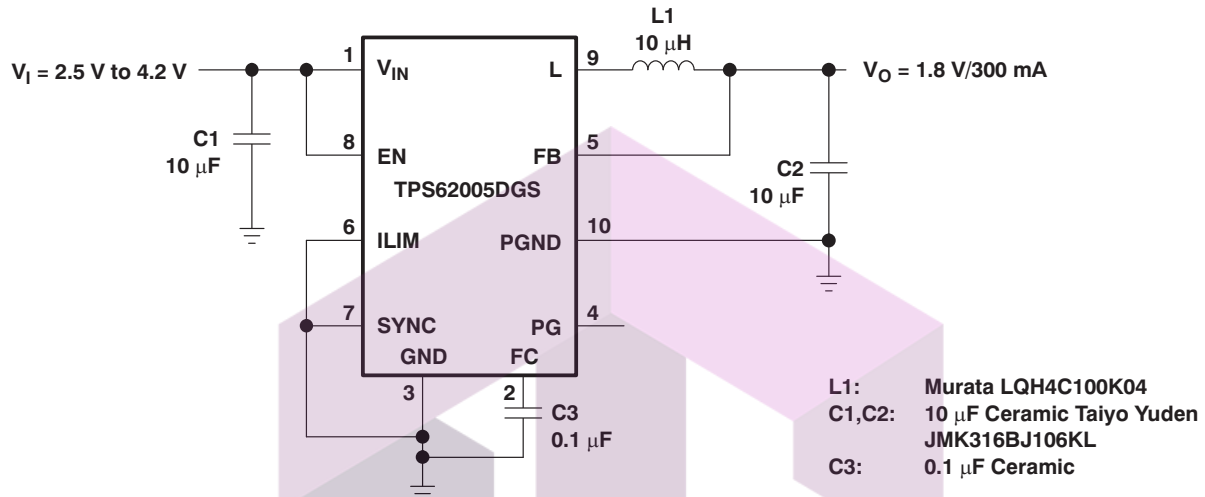 L1
10 μH
V_I = 2.5 V to 4.2 V
1
V_IN
L
9
V_O = 1.8 V/300 mA
C1
10 μF
8
EN
FB
5
C2
10 μF
TPS62005DGS
6
ILIM
PGND
10
7
SYNC
PG
4
GND
FC
3
2
C3
0.1 μF
L1: Murata LQH4C100K04
C1,C2: 10 μF Ceramic Taiyo Yuden
JMK316BJ106KL
C3: 0.1 μF Ceramic